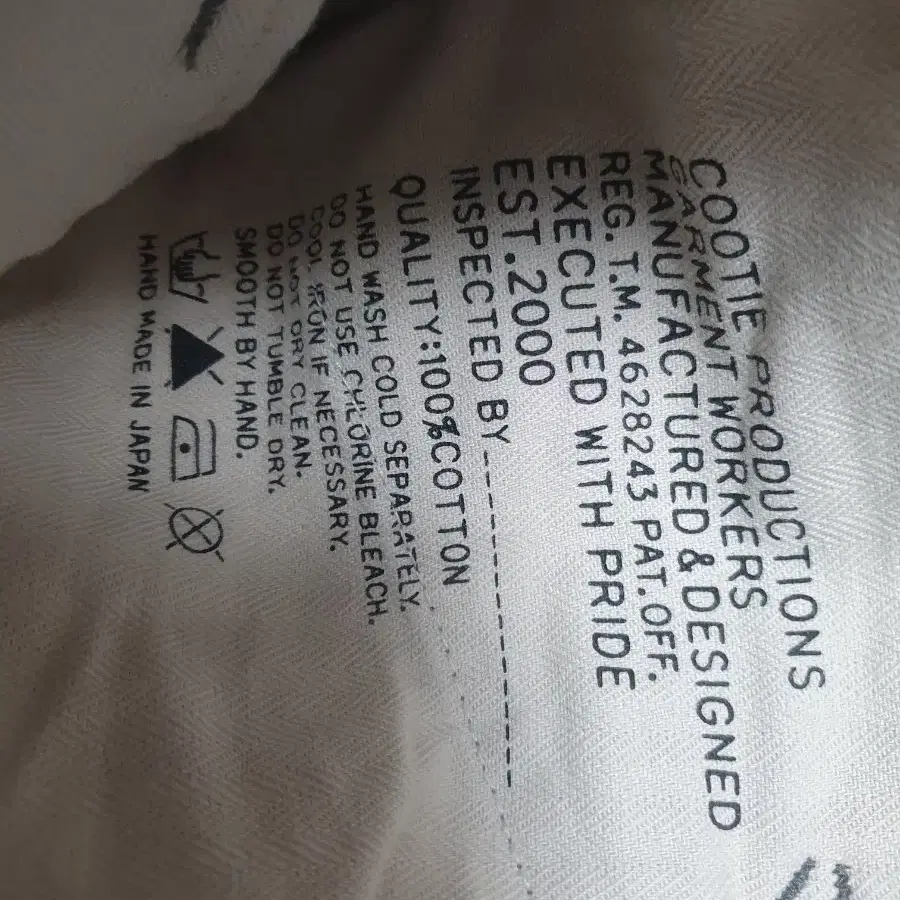 COOTIE PRODUCTIONS
GARMENT WORKERS
MANUFACTURED & DESIGNED
REG. T.M. 4628243 PAT. OFF.
EXECUTED WITH PRIDE
EST. 2000
INSPECTED BY
QUALITY:100%COTTON
HAND WASH COLD SEPARATELY.
DO NOT USE CHLORINE BLEACH.
COOL IRON IF NECESSARY.
DO NOT DRY CLEAN.
DO NOT TUMBLE DRY.
SMOOTH BY HAND.
HAND MADE IN JAPAN